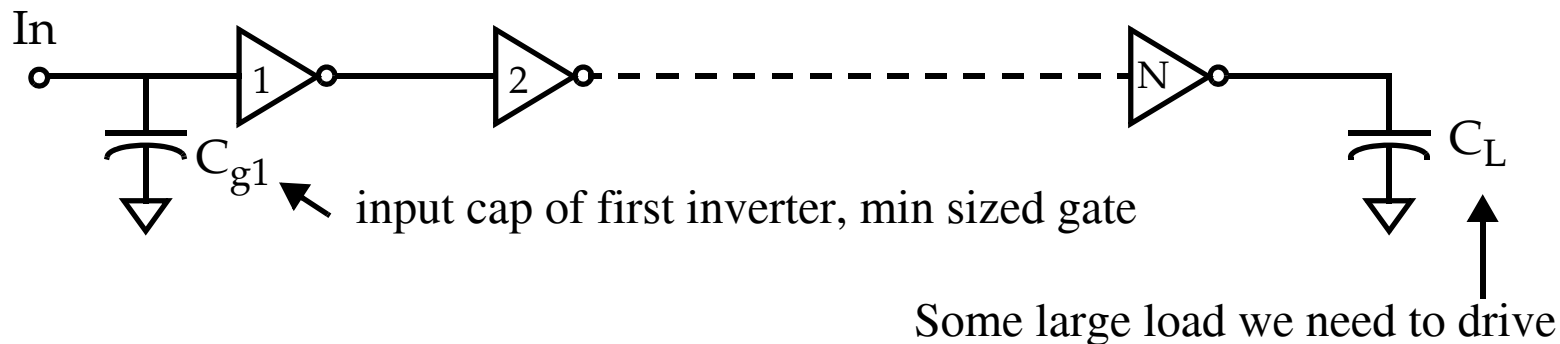 In
1
2
N
C_g1
C_L
input cap of first inverter, min sized gate
Some large load we need to drive